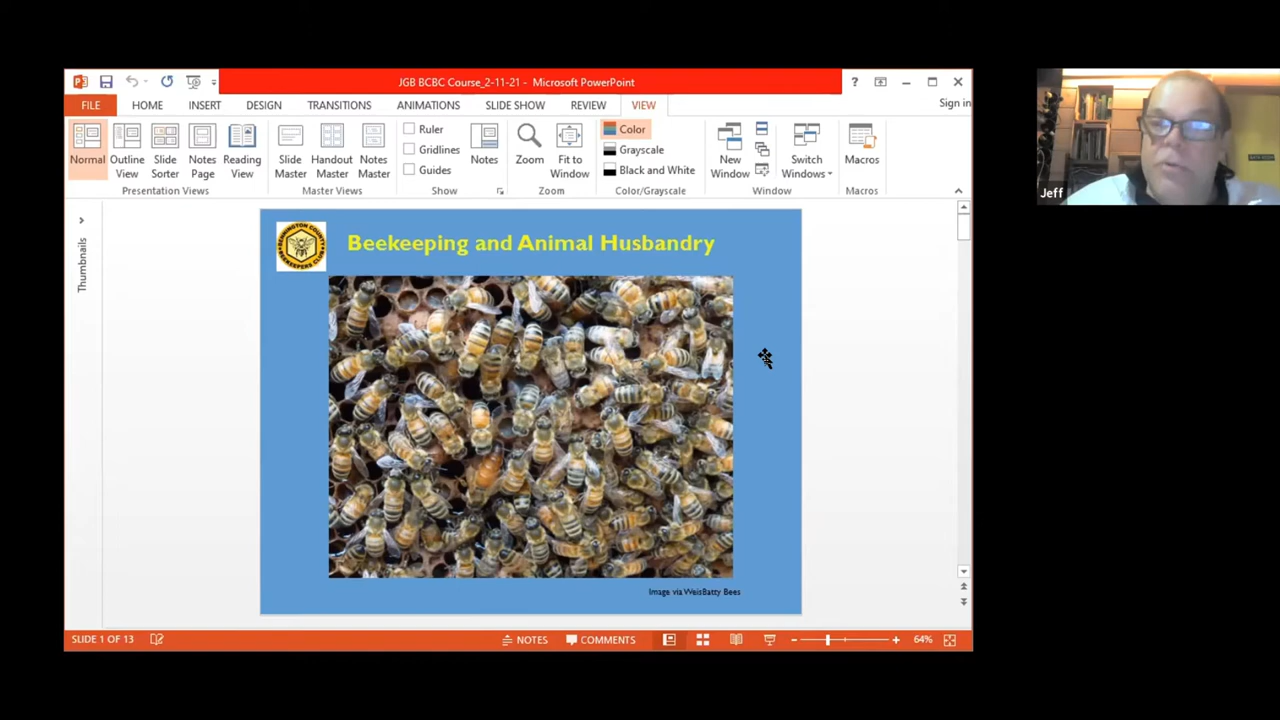 JGB BCBC Course_2-11-21 - Microsoft PowerPoint
?
FILE HOME INSERT DESIGN TRANSITIONS ANIMATIONS SLIDE SHOW REVIEW VIEW Sign in
Normal
Outline View
Slide Sorter
Notes Page
Reading View
Presentation Views
Slide Master
Handout Master
Notes Master
Master Views
Ruler
Gridlines
Guides
Show
Notes
Zoom
Fit to Window
Zoom
Color
Grayscale
Black and White
Color/Grayscale
New Window
Switch Windows
Window
Macros
Macros
Thumbnails
BENNINGTON COUNTY
BEEKEEPERS CLUB
Beekeeping and Animal Husbandry
Image via WeisBatty Bees
SLIDE 1 OF 13 NOTES COMMENTS 64%
Jeff